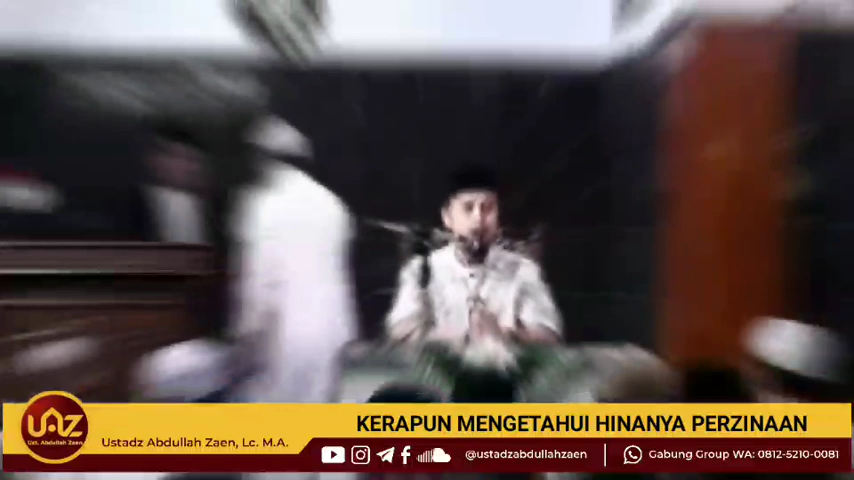 KERAPUN MENGETAHUI HINANYA PERZINAAN
UAZ
Ust. Abdullah Zaen
Ustadz Abdullah Zaen, Lc. M.A.
@ustadzabdullahzaen
Gabung Group WA: 0812-5210-0081